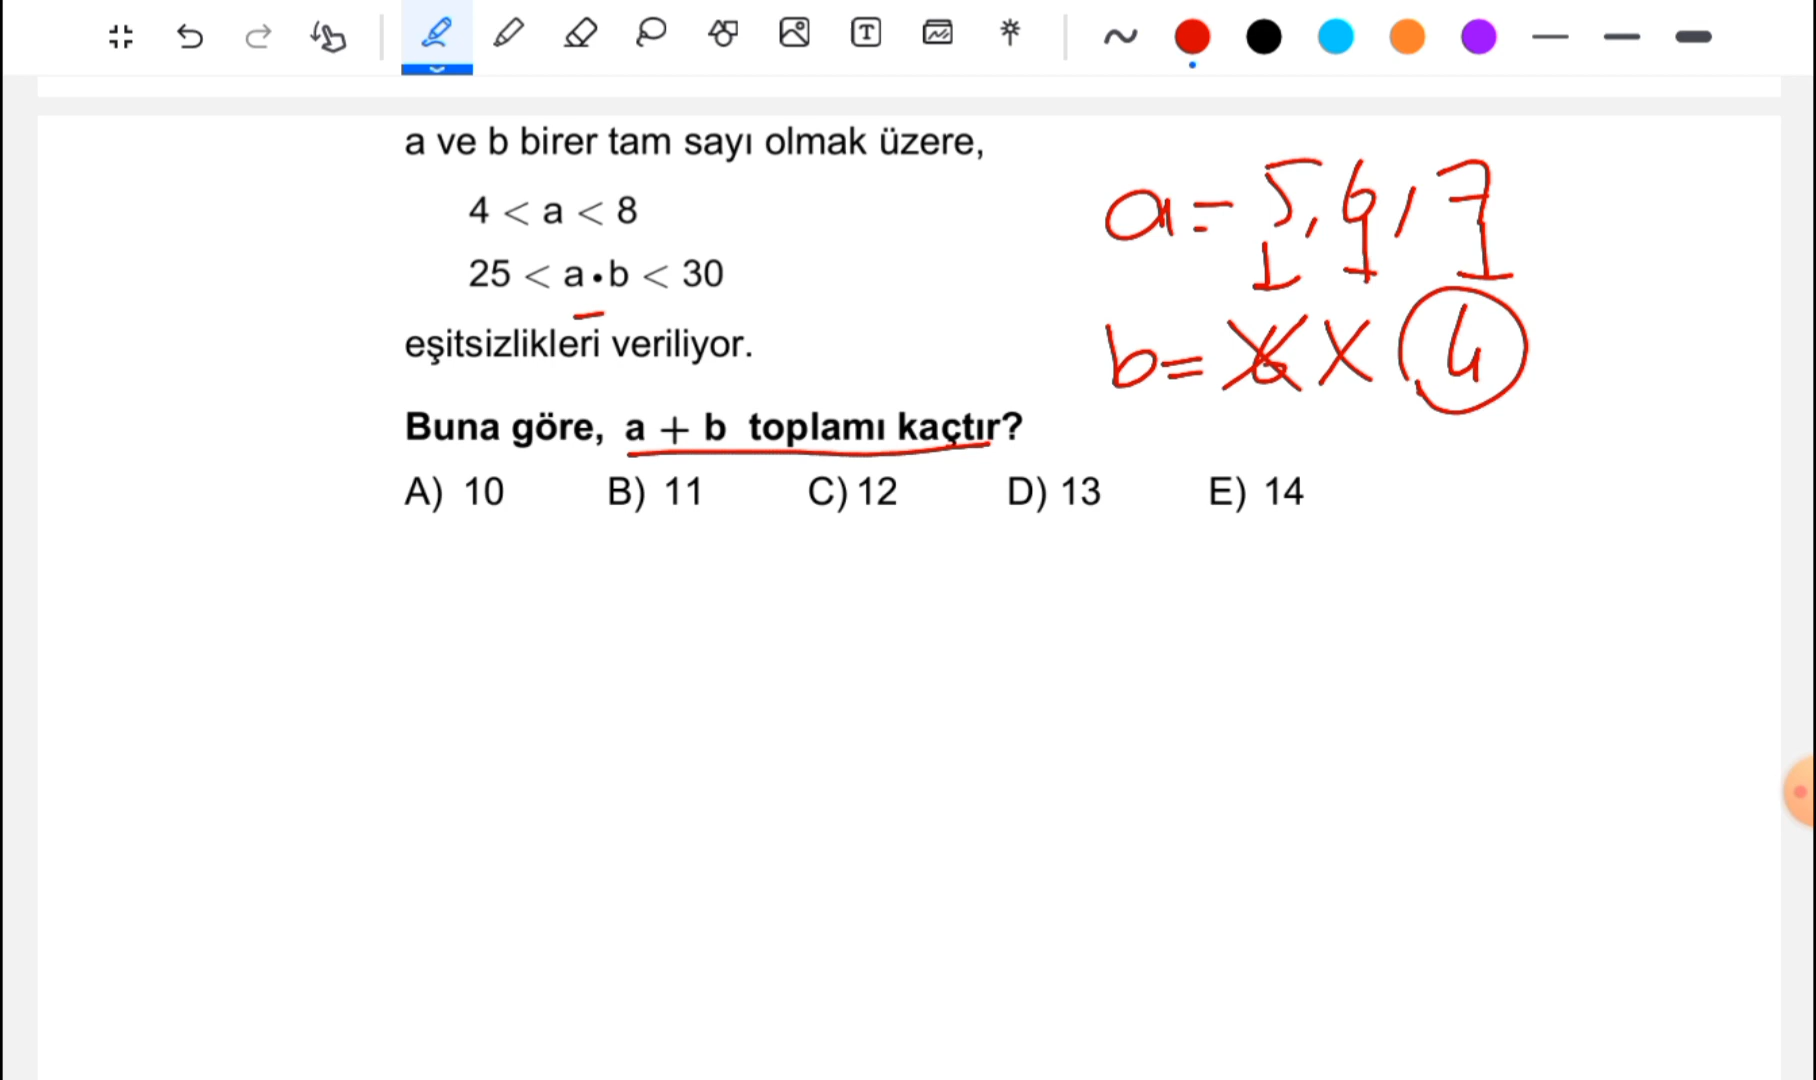 a ve b birer tam sayı olmak üzere,
4 < a < 8
25 < a • b < 30
eşitsizlikleri veriliyor.
Buna göre, a + b toplamı kaçtır?
A) 10 B) 11 C) 12 D) 13 E) 14
a = 5, 6, 7
b = 6 X 4